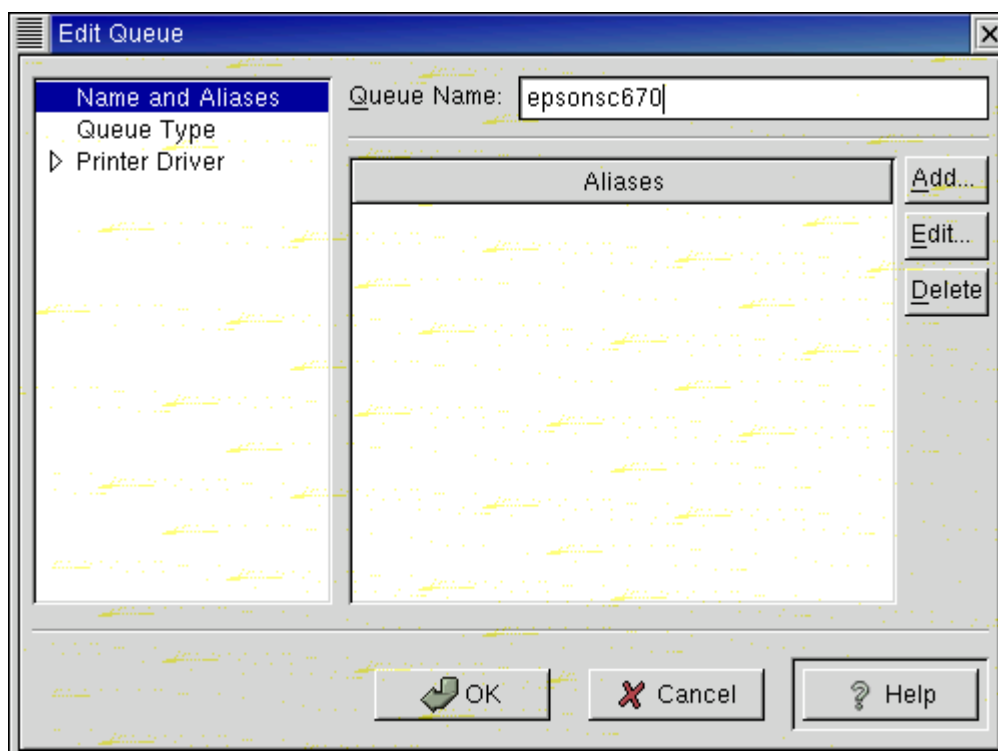 Edit Queue
Name and Aliases
Queue Type
Printer Driver
Queue Name: epsonsc670
Aliases
Add...
Edit...
Delete
OK
Cancel
Help